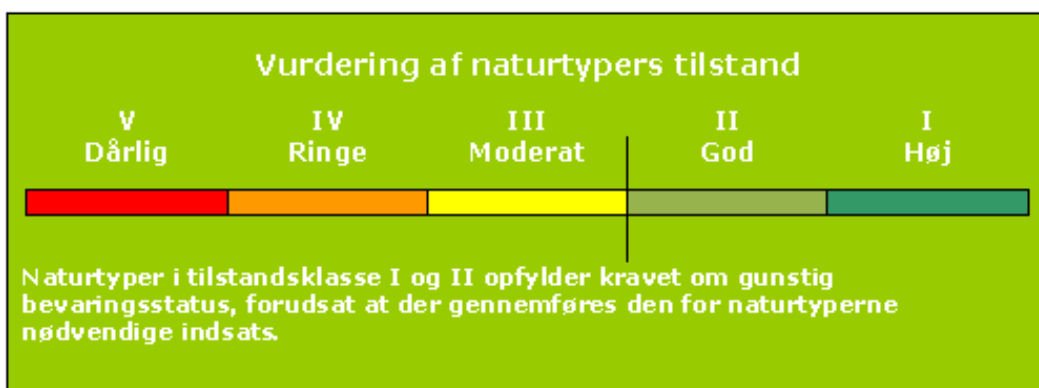 Vurdering af naturtypers tilstand
V IV III II I
Dårlig Ringe Moderat God Høj
Naturtyper i tilstandsklasse I og II opfylder kravet om gunstig
bevaringsstatus, forudsat at der gennemføres den for naturtyperne
nødvendige indsats.